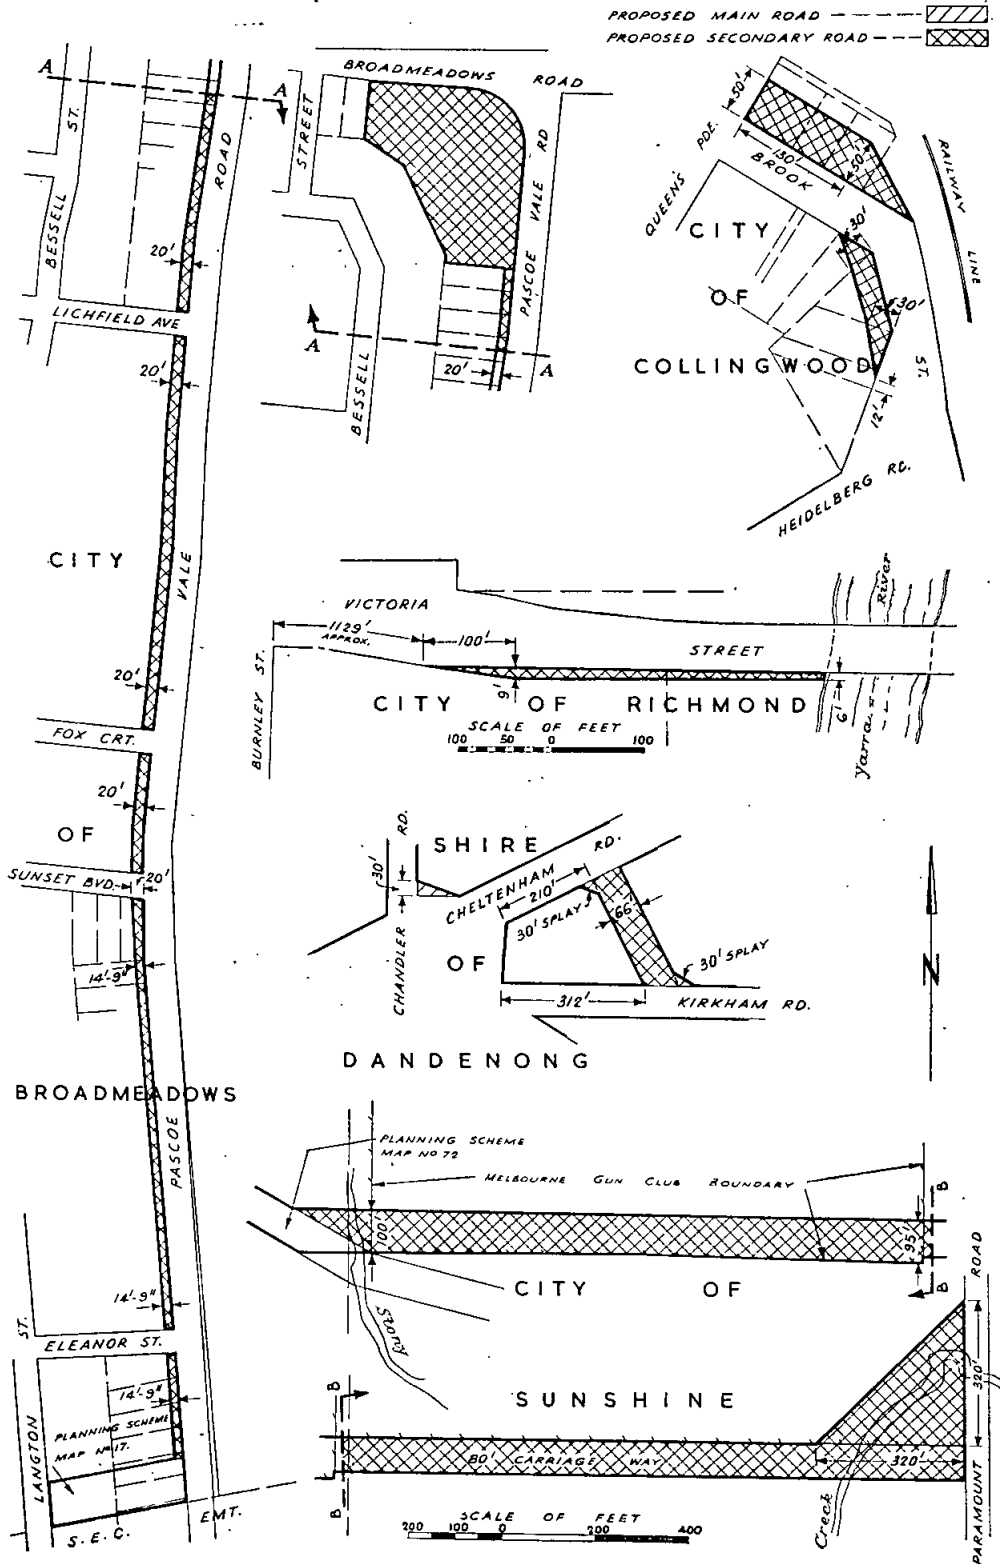 PROPOSED MAIN ROAD
PROPOSED SECONDARY ROAD
A
A
BESSELL ST.
ROAD
20'
LICHFIELD AVE
20'
CITY
VALE
20'
FOX CRT.
20'
OF
SUNSET BVD.
20'
14'-9"
BROADMEADOWS
PASCOE
14'-9"
ST.
ELEANOR ST.
14'-9"
PLANNING SCHEME
MAP Nº 17.
LANGTON
S.E.C. EMT.
BROADMEADOWS ROAD
STREET
PASCOE VALE RD
A
A
20'
BESSELL
50'
PDE.
QUEEN'S
130'
50'
BROOK
RAILWAY LINE
CITY
30'
OF
30'
COLLINGWOOD
ST.
12'
HEIDELBERG RD.
VICTORIA
1129'
APPROX.
100'
STREET
River
BURNLEY ST.
9'
CITY OF RICHMOND
6'
Yarra
SCALE OF FEET
100 50 0 100
RD.
SHIRE
30'
CHELTENHAM RD.
210'
30' SPLAY
66'
CHANDLER
OF
30' SPLAY
312'
KIRKHAM RD.
DANDENONG
N
PLANNING SCHEME
MAP Nº 72
MELBOURNE GUN CLUB BOUNDARY
B
100'
95'
ROAD
CITY OF
B
B
SUNSHINE
320'
80' CARRIAGE WAY
320'
B
Creek
PARAMOUNT ROAD
SCALE OF FEET
200 100 0 200 400